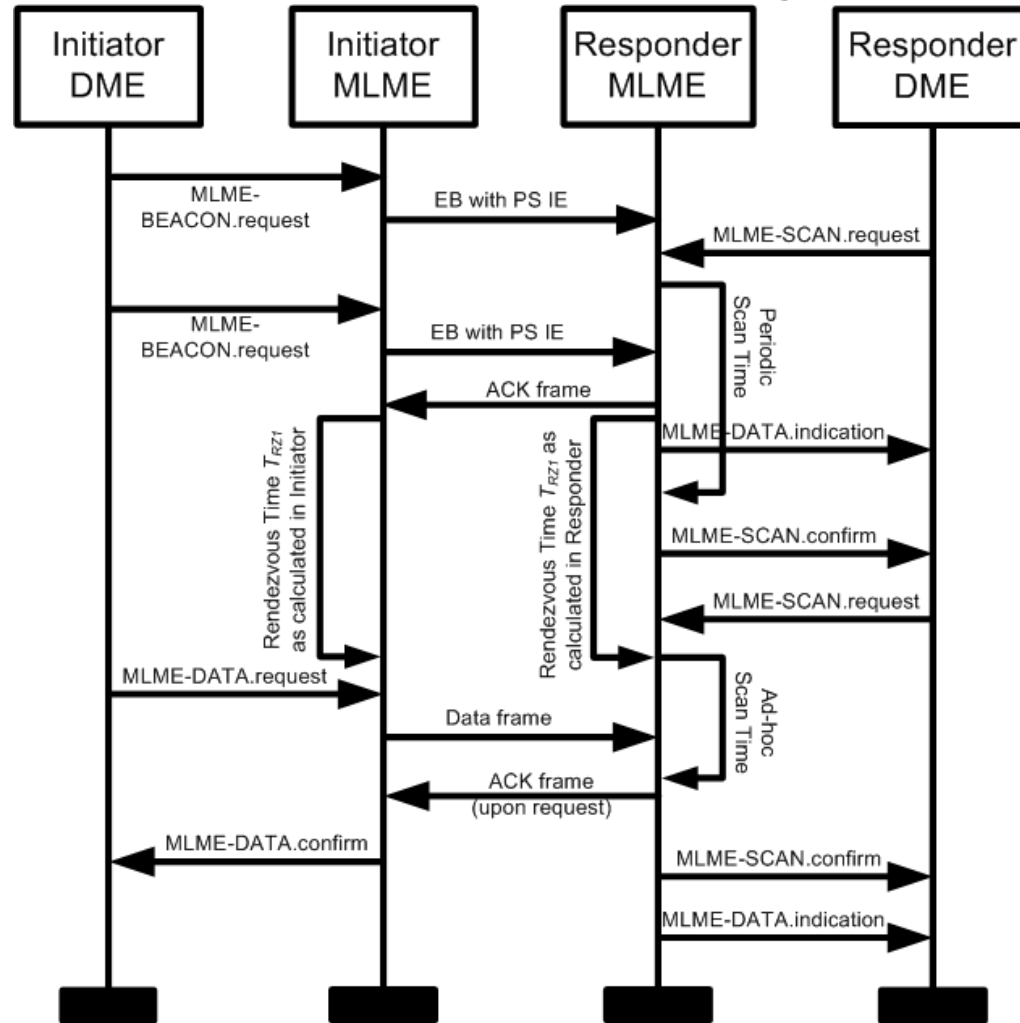 Initiator
DME
Initiator
MLME
Responder
MLME
Responder
DME
MLME-
BEACON.request
EB with PS IE
MLME-SCAN.request
MLME-
BEACON.request
EB with PS IE
Periodic
Scan Time
ACK frame
MLME-DATA.indication
Rendezvous Time TRZ1
as calculated in Initiator
Rendezvous Time TRZ1 as
calculated in Responder
MLME-SCAN.confirm
MLME-SCAN.request
MLME-DATA.request
Ad-hoc
Scan Time
Data frame
ACK frame
(upon request)
MLME-DATA.confirm
MLME-SCAN.confirm
MLME-DATA.indication